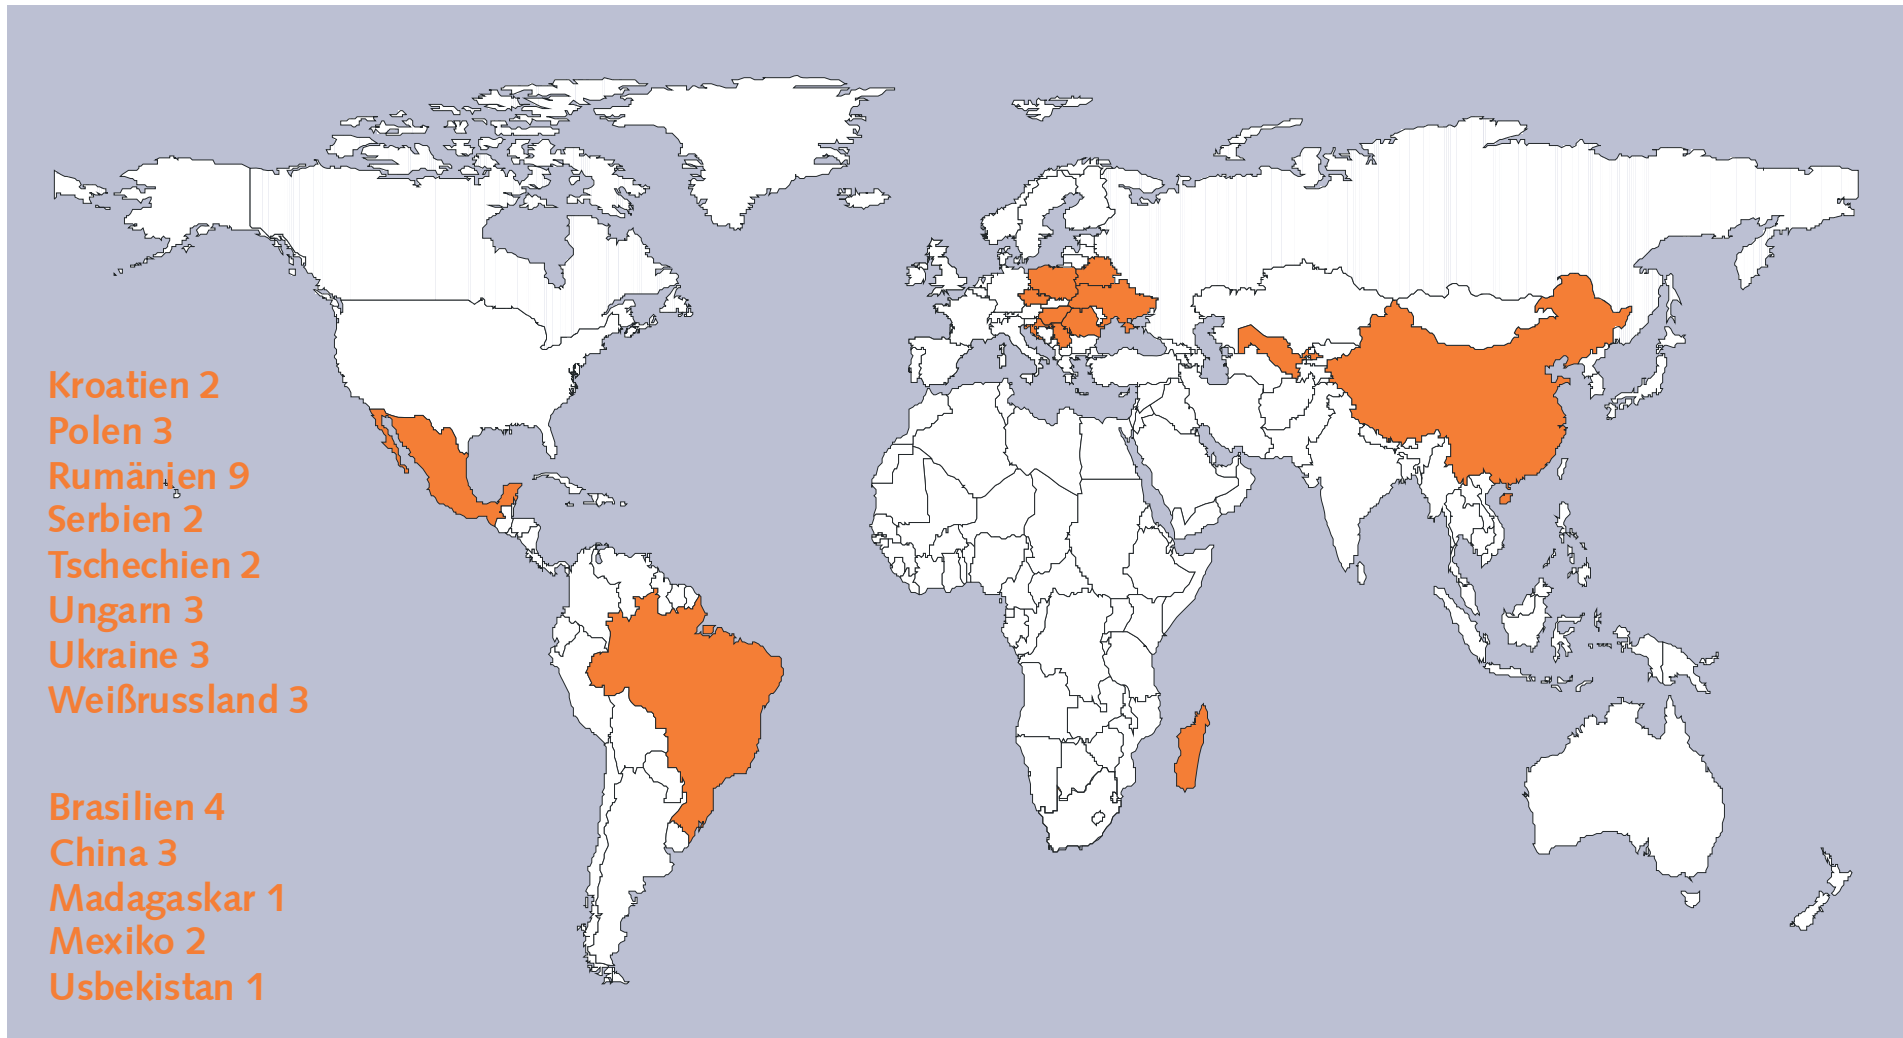 Kroatien 2
Polen 3
Rumänien 9
Serbien 2
Tschechien 2
Ungarn 3
Ukraine 3
Weißrussland 3
Brasilien 4
China 3
Madagaskar 1
Mexiko 2
Usbekistan 1